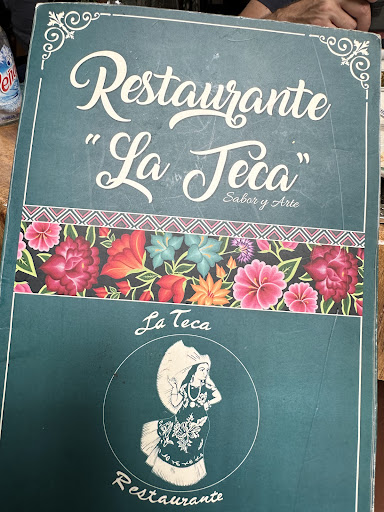 Restaurante
"La Teca"
Sabor y Arte
La Teca
Restaurante